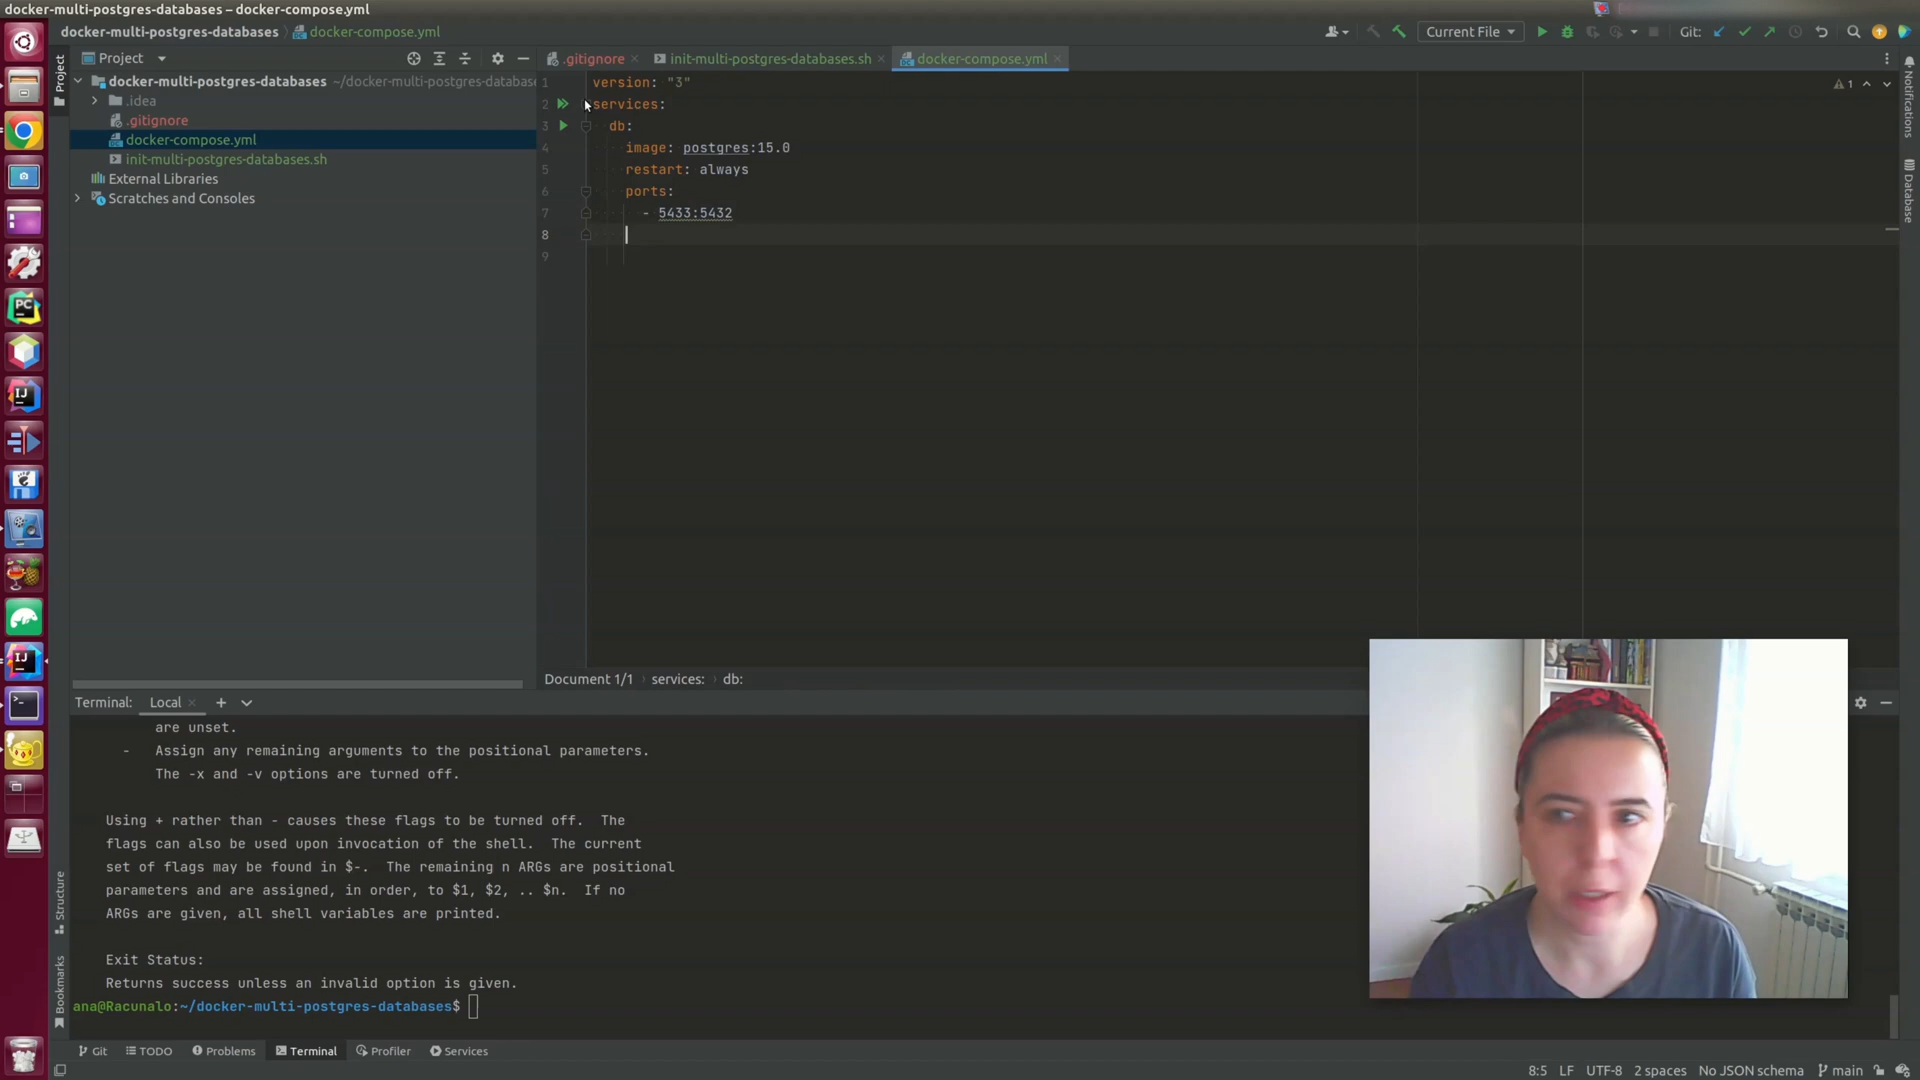 docker-multi-postgres-databases – docker-compose.yml
docker-multi-postgres-databases docker-compose.yml
Current File
Git:
Project
.gitignore
init-multi-postgres-databases.sh
docker-compose.yml
docker-multi-postgres-databases ~/docker-multi-postgres-databases
.idea
.gitignore
docker-compose.yml
init-multi-postgres-databases.sh
External Libraries
Scratches and Consoles
1 version: "3"
2 services:
3 db:
4 image: postgres:15.0
5 restart: always
6 ports:
7 - 5433:5432
8
9
1
Document 1/1 services: db:
Project
Structure
Bookmarks
Notifications
Database
Terminal: Local
are unset.
- Assign any remaining arguments to the positional parameters.
The -x and -v options are turned off.
Using + rather than - causes these flags to be turned off. The
flags can also be used upon invocation of the shell. The current
set of flags may be found in $-. The remaining n ARGs are positional
parameters and are assigned, in order, to $1, $2, .. $n. If no
ARGs are given, all shell variables are printed.
Exit Status:
Returns success unless an invalid option is given.
ana@Racunalo:~/docker-multi-postgres-databases$
Git TODO Problems Terminal Profiler Services
8:5 LF UTF-8 2 spaces No JSON schema main